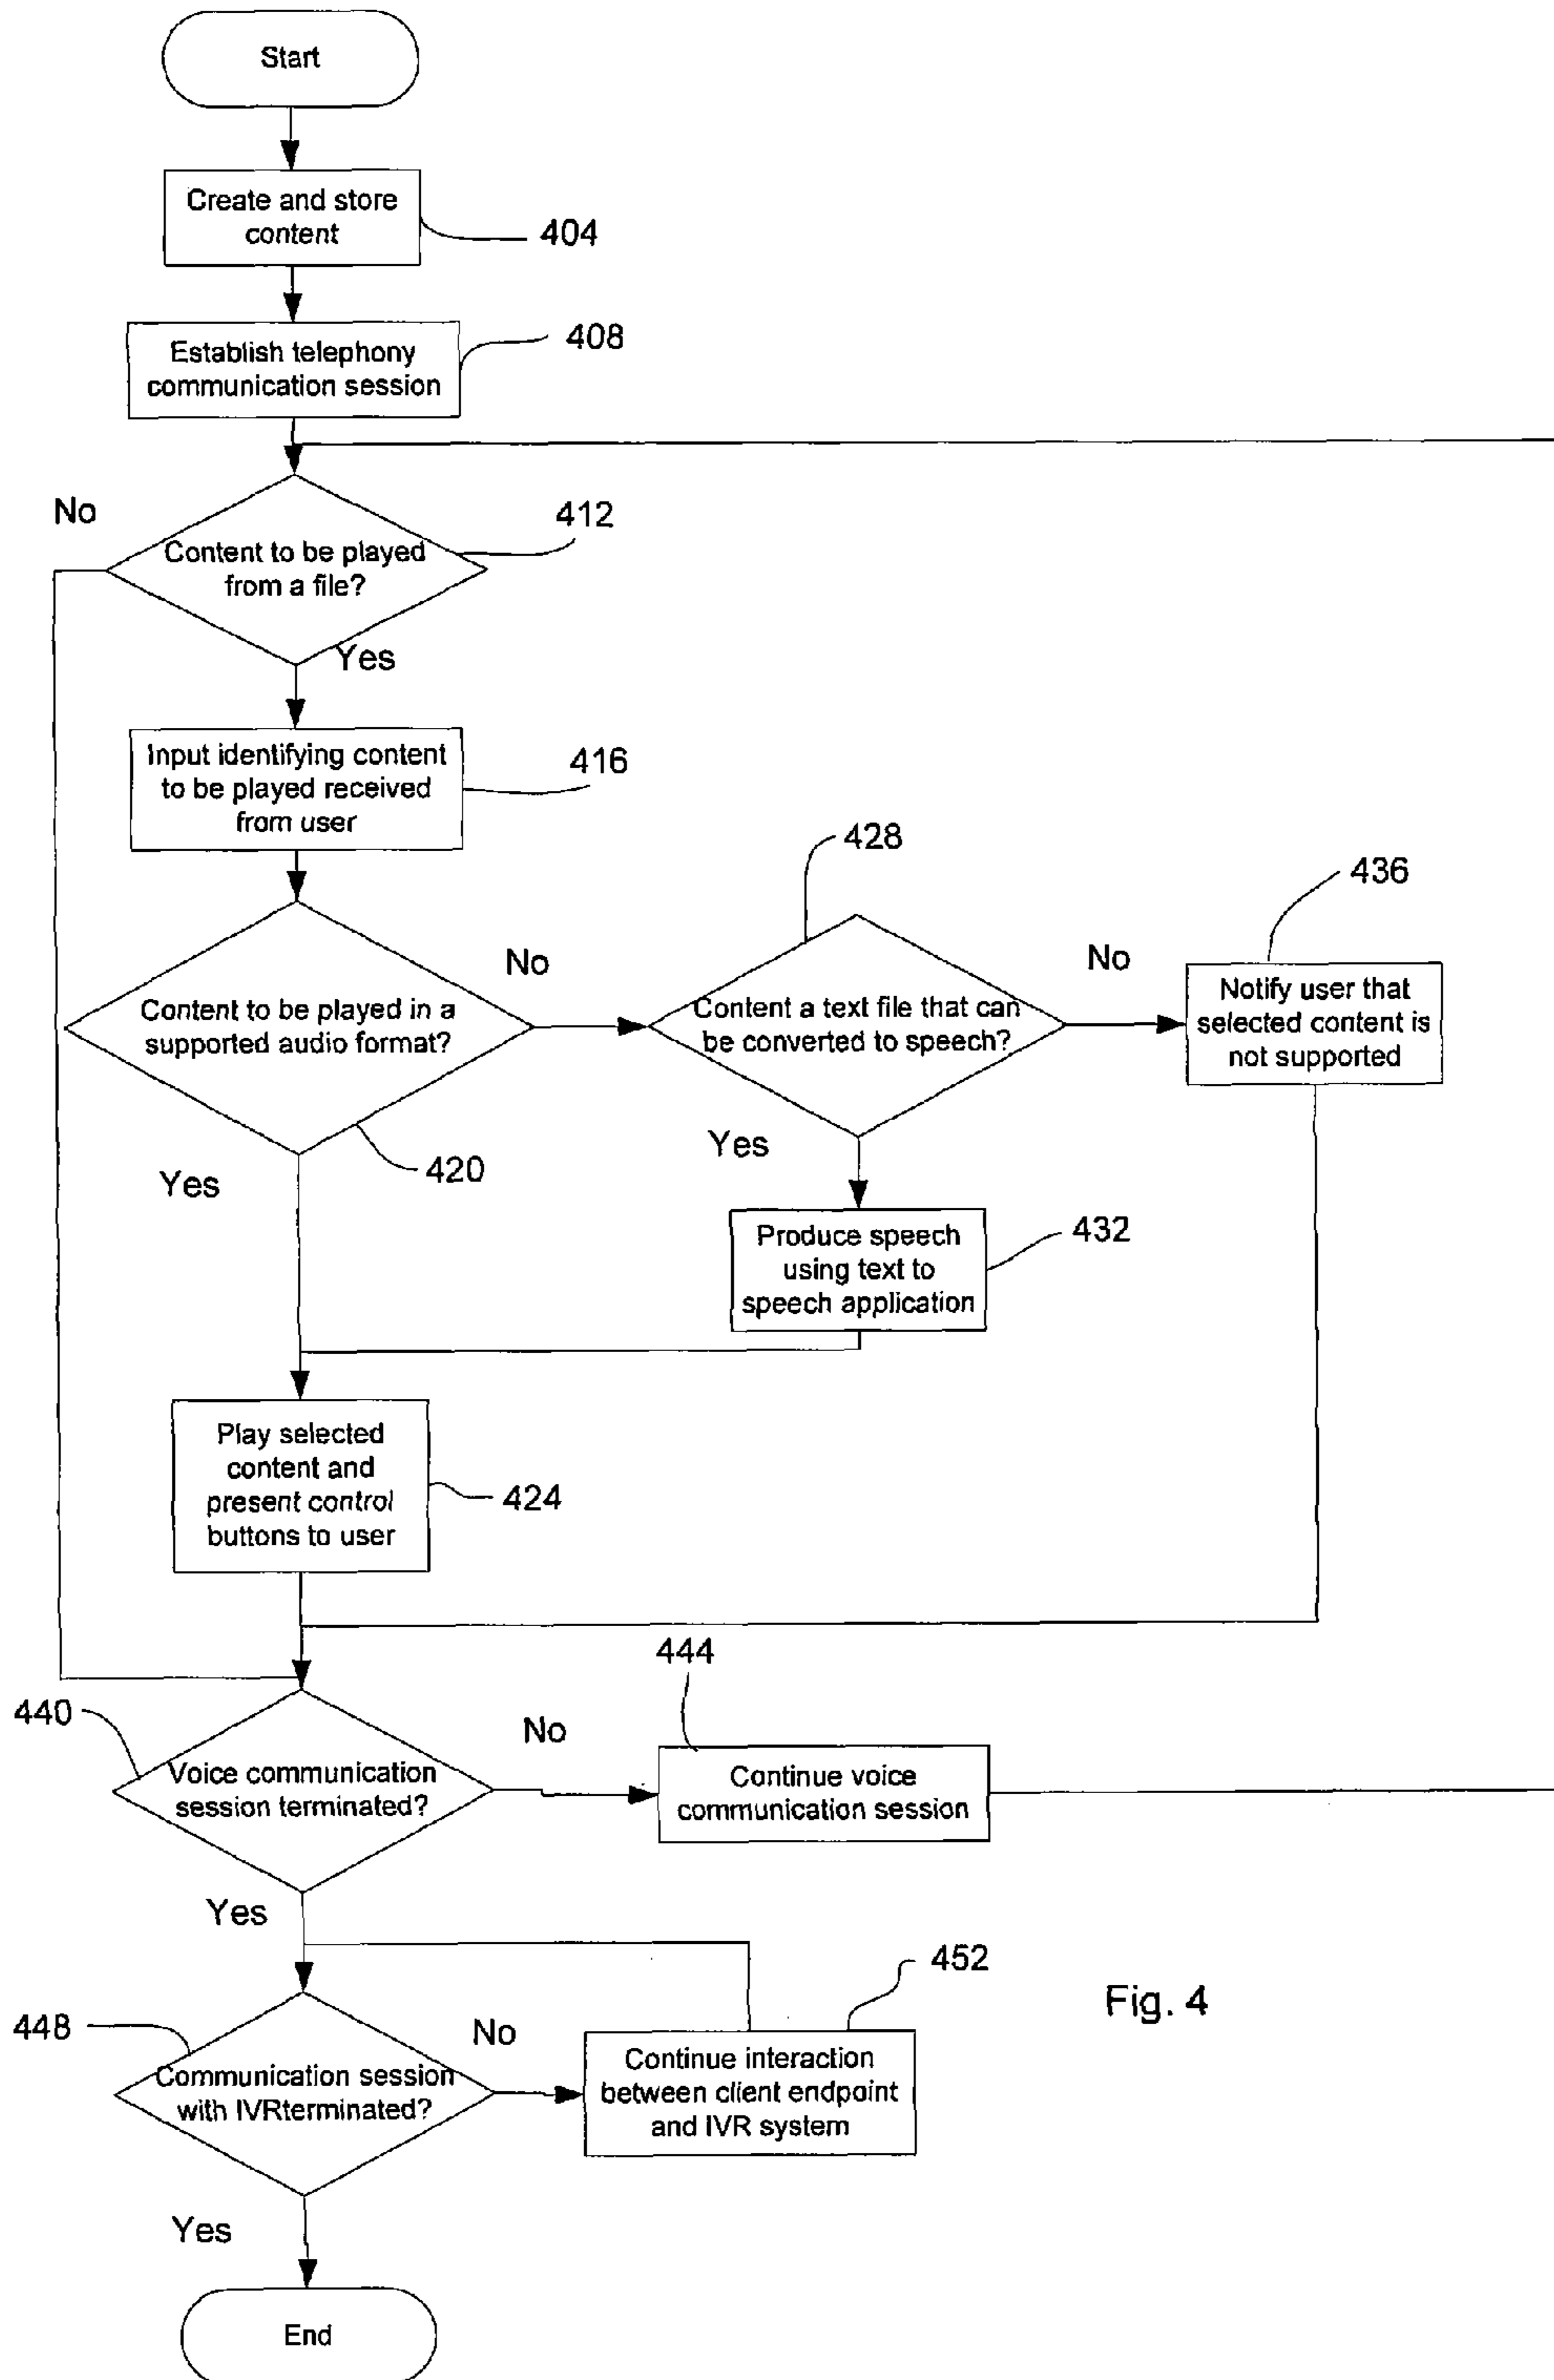 Start
Create and store
content
404
Establish telephony
communication session
408
No
412
Content to be played
from a file?
Yes
Input identifying content
to be played received
from user
416
428
436
Content to be played in a
supported audio format?
No
Content a text file that can
be converted to speech?
No
Notify user that
selected content is
not supported
420
Yes
Yes
Produce speech
using text to
speech application
432
Play selected
content and
present control
buttons to user
424
444
440
Voice communication
session terminated?
No
Continue voice
communication session
Yes
452
448
Communication session
with IVRterminated?
No
Continue interaction
between client endpoint
and IVR system
Fig. 4
Yes
End